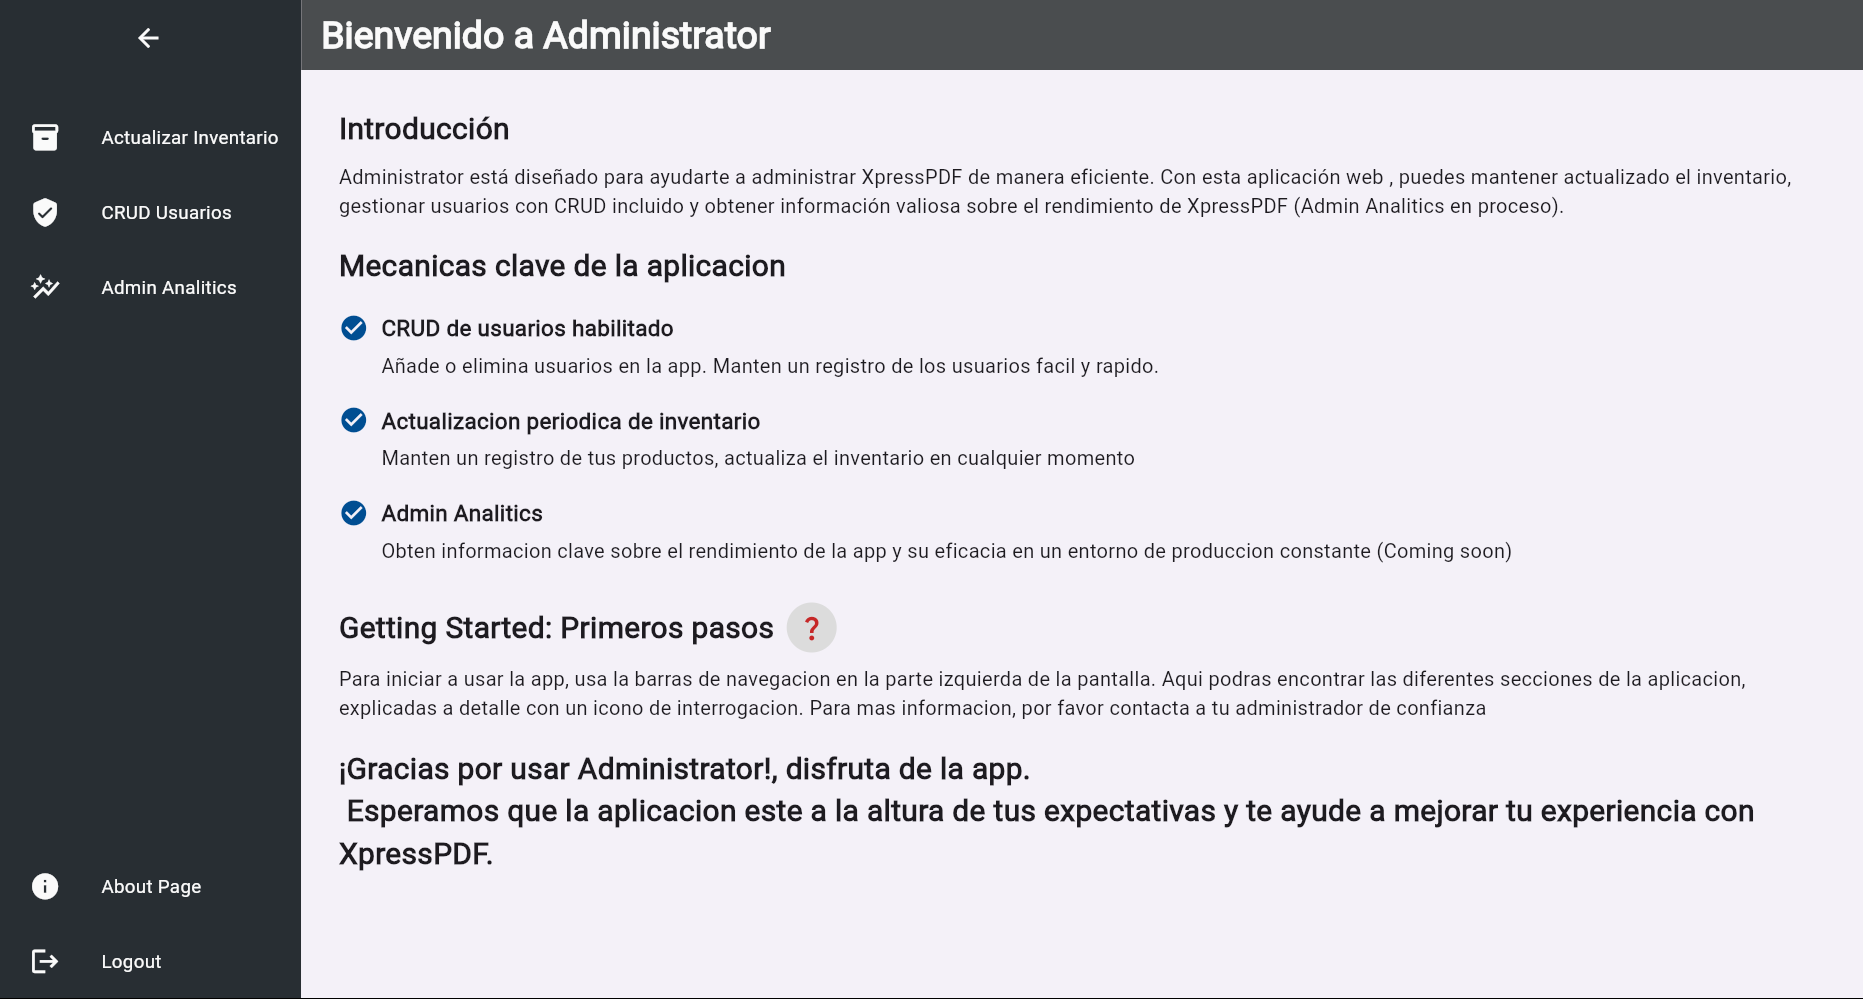 Bienvenido a Administrator
Actualizar Inventario
CRUD Usuarios
Admin Analitics
About Page
Logout
Introducción
Administrator está diseñado para ayudarte a administrar XpressPDF de manera eficiente. Con esta aplicación web , puedes mantener actualizado el inventario,
gestionar usuarios con CRUD incluido y obtener información valiosa sobre el rendimiento de XpressPDF (Admin Analitics en proceso).
Mecanicas clave de la aplicacion
CRUD de usuarios habilitado
Añade o elimina usuarios en la app. Manten un registro de los usuarios facil y rapido.
Actualizacion periodica de inventario
Manten un registro de tus productos, actualiza el inventario en cualquier momento
Admin Analitics
Obten informacion clave sobre el rendimiento de la app y su eficacia en un entorno de produccion constante (Coming soon)
Getting Started: Primeros pasos ?
Para iniciar a usar la app, usa la barras de navegacion en la parte izquierda de la pantalla. Aqui podras encontrar las diferentes secciones de la aplicacion,
explicadas a detalle con un icono de interrogacion. Para mas informacion, por favor contacta a tu administrador de confianza
¡Gracias por usar Administrator!, disfruta de la app.
Esperamos que la aplicacion este a la altura de tus expectativas y te ayude a mejorar tu experiencia con
XpressPDF.